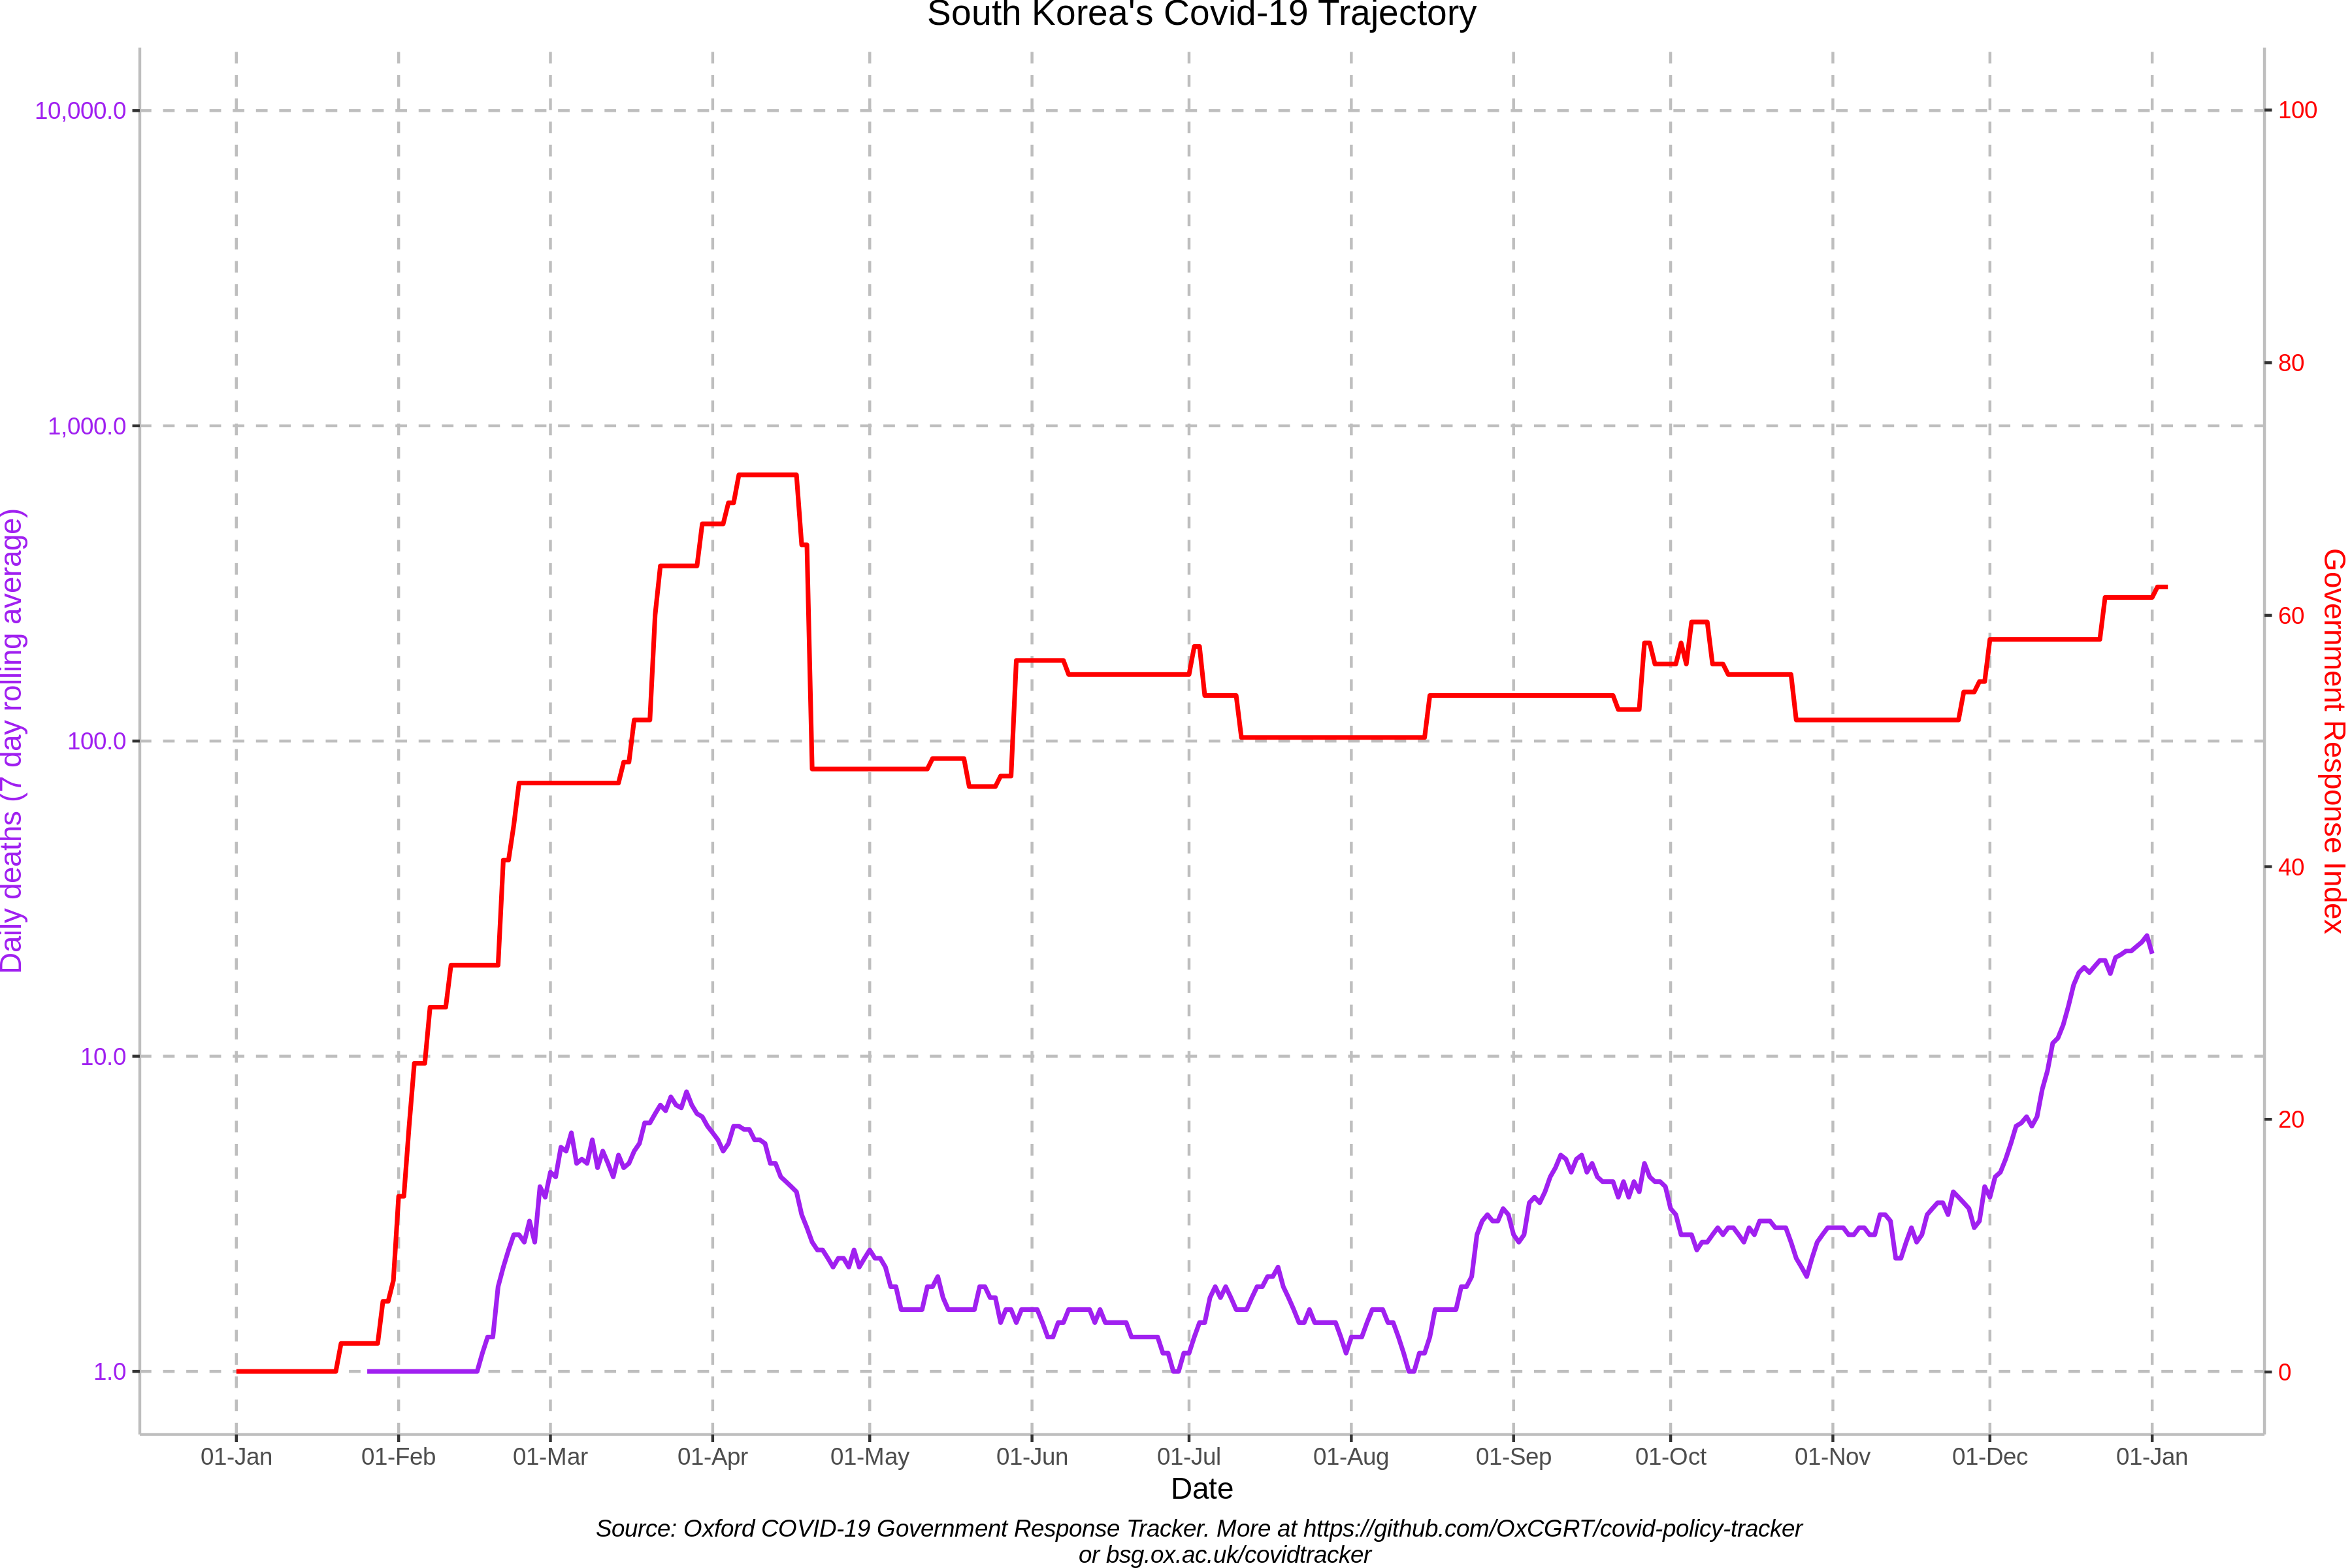 South Korea's Covid-19 Trajectory
10,000.0
1,000.0
100.0
10.0
1.0
Daily deaths (7 day rolling average)
100
80
60
40
20
0
Government Response Index
01-Jan
01-Feb
01-Mar
01-Apr
01-May
01-Jun
01-Jul
01-Aug
01-Sep
01-Oct
01-Nov
01-Dec
01-Jan
Date
Source: Oxford COVID-19 Government Response Tracker. More at https://github.com/OxCGRT/covid-policy-tracker
or bsg.ox.ac.uk/covidtracker